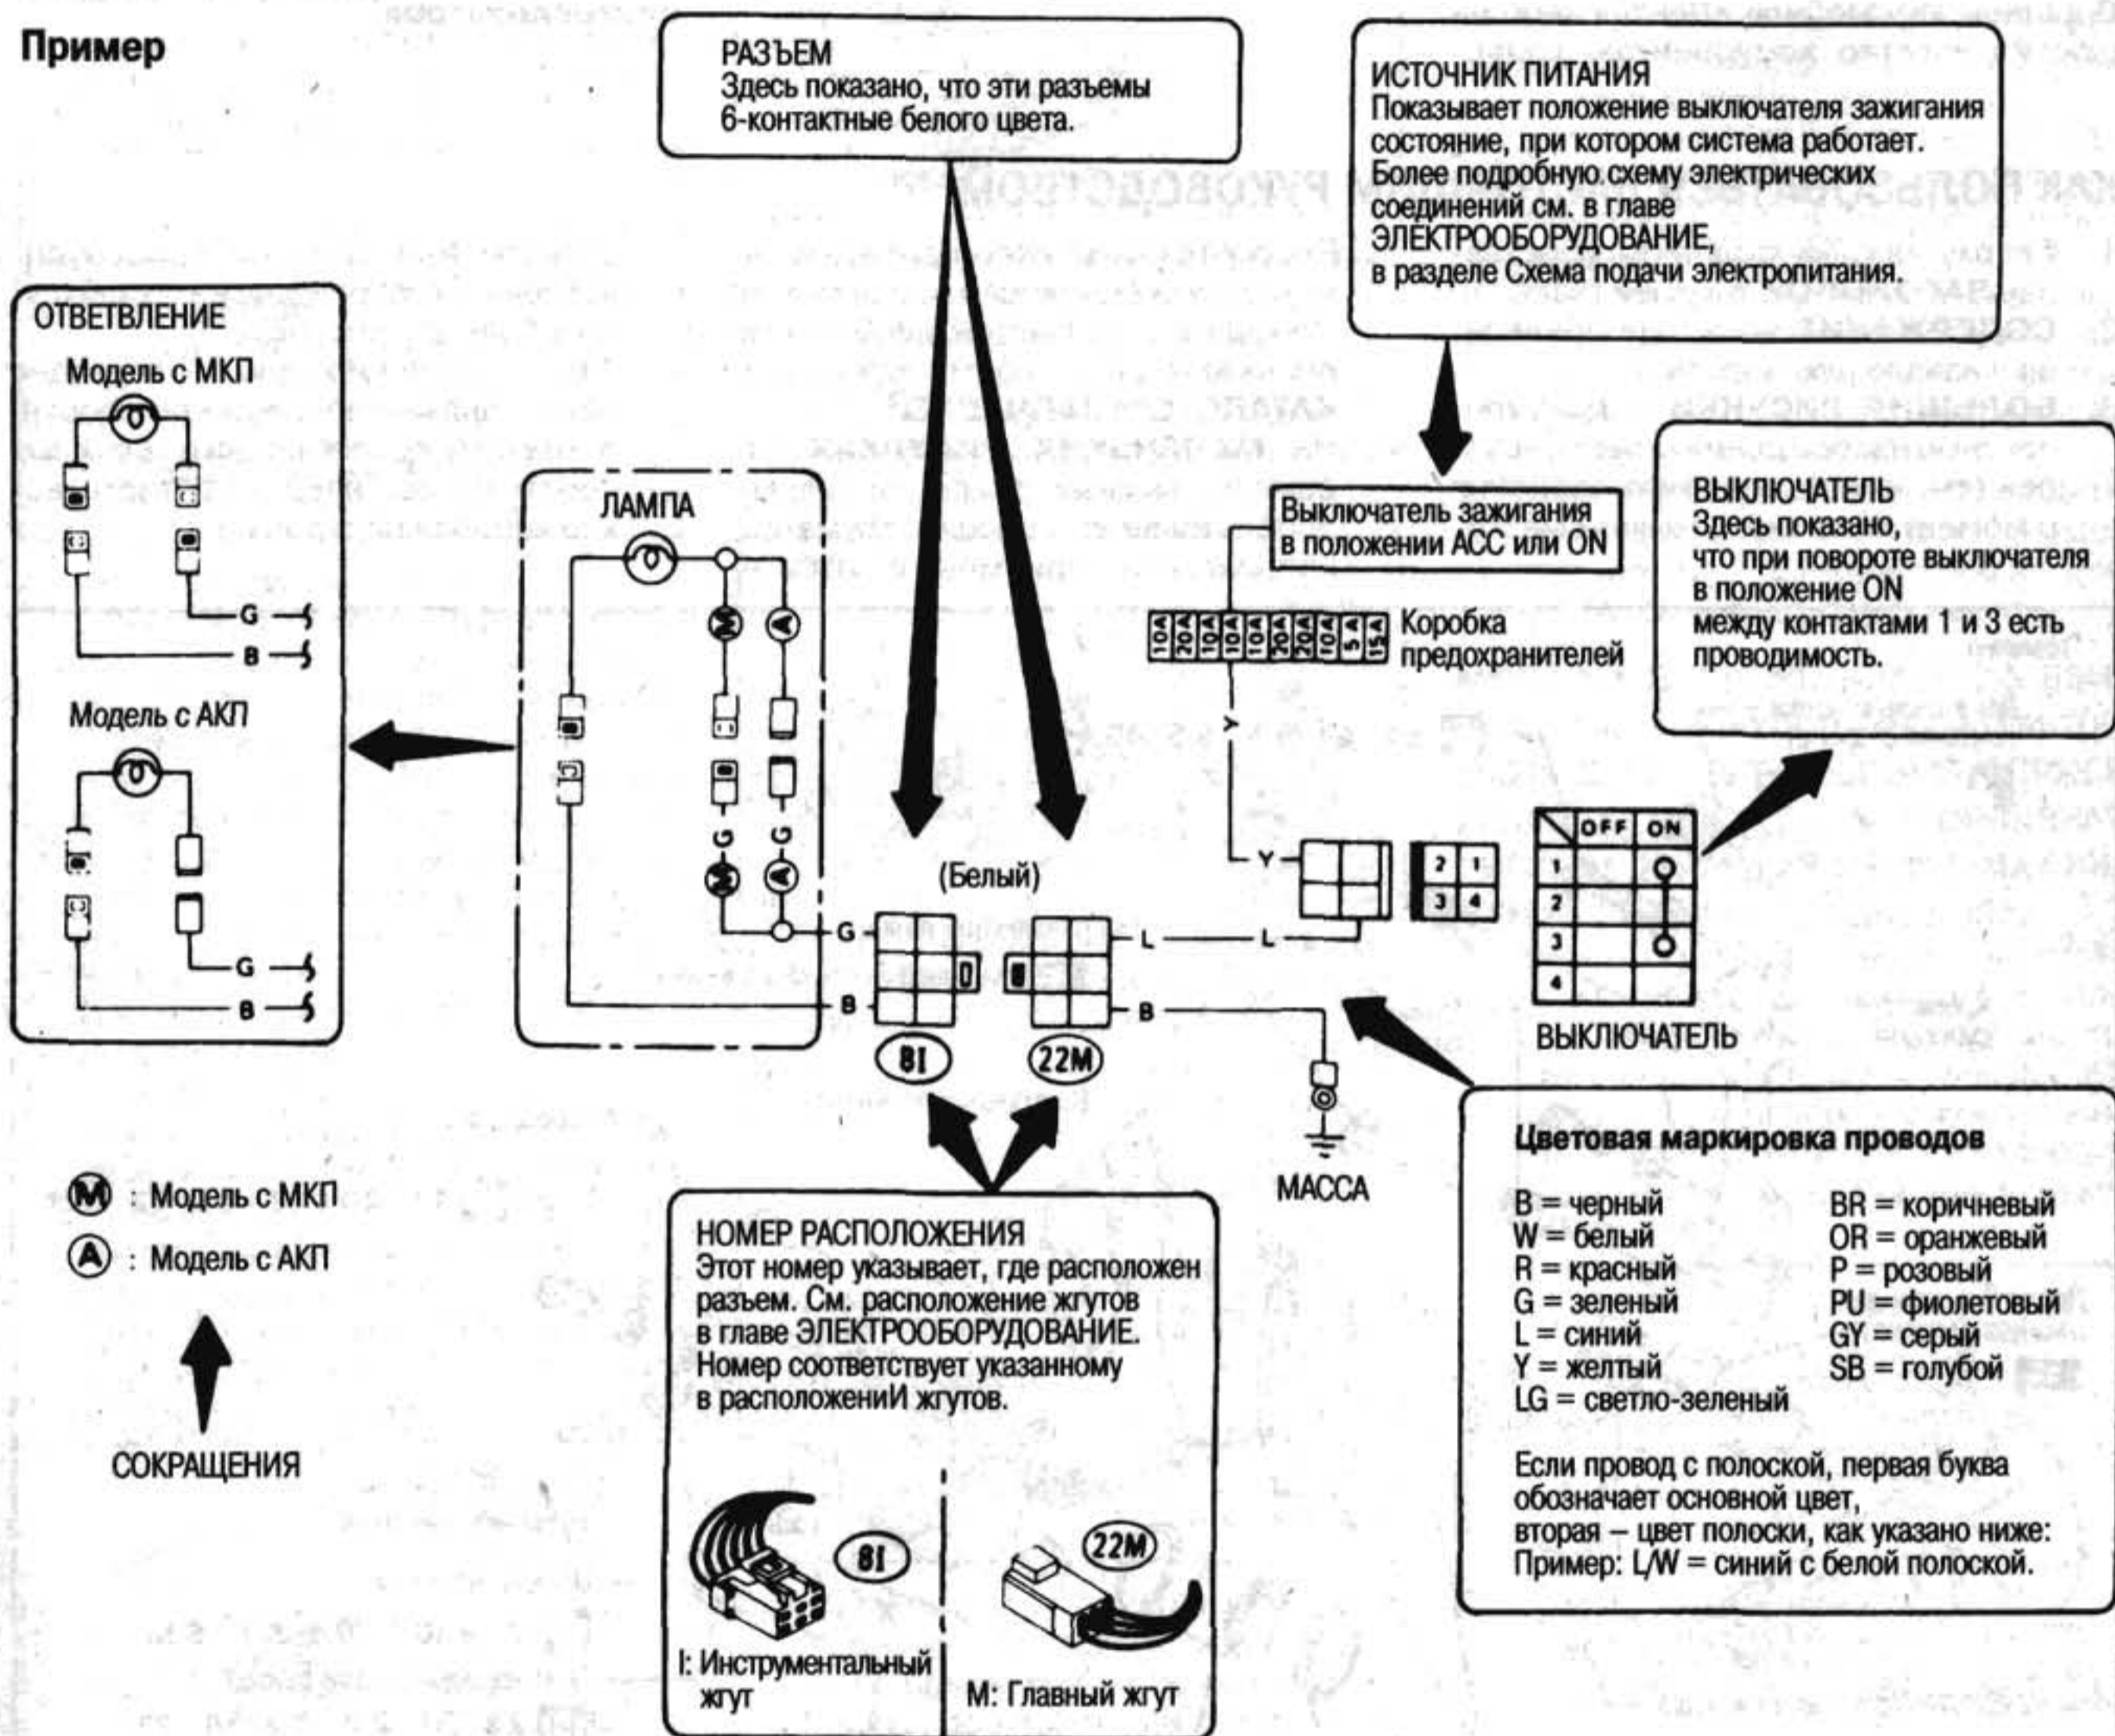 Пример
РАЗЪЕМ
Здесь показано, что эти разъемы
6-контактные белого цвета.
ИСТОЧНИК ПИТАНИЯ
Показывает положение выключателя зажигания
состояние, при котором система работает.
Более подробную схему электрических
соединений см. в главе
ЭЛЕКТРООБОРУДОВАНИЕ,
в разделе Схема подачи электропитания.
ОТВЕТВЛЕНИЕ
Модель с МКП
G
B
Модель с АКП
G
B
ЛАМПА
M
A
G
G
M
A
G
B
(Белый)
8I
22M
L
L
B
МАССА
Выключатель зажигания
в положении АСС или ON
10A 20A 10A 10A 10A 20A 20A 10A 5A 15A
Коробка
предохранителей
Y
Y
2 1
3 4
ВЫКЛЮЧАТЕЛЬ
Здесь показано,
что при повороте выключателя
в положение ON
между контактами 1 и 3 есть
проводимость.
OFF ON
1
2
3
4
ВЫКЛЮЧАТЕЛЬ
M : Модель с МКП
A : Модель с АКП
СОКРАЩЕНИЯ
НОМЕР РАСПОЛОЖЕНИЯ
Этот номер указывает, где расположен
разъем. См. расположение жгутов
в главе ЭЛЕКТРООБОРУДОВАНИЕ.
Номер соответствует указанному
в расположениИ жгутов.
8I
I: Инструментальный
жгут
22M
M: Главный жгут
Цветовая маркировка проводов
B = черный
W = белый
R = красный
G = зеленый
L = синий
Y = желтый
LG = светло-зеленый
BR = коричневый
OR = оранжевый
P = розовый
PU = фиолетовый
GY = серый
SB = голубой
Если провод с полоской, первая буква
обозначает основной цвет,
вторая – цвет полоски, как указано ниже:
Пример: L/W = синий с белой полоской.